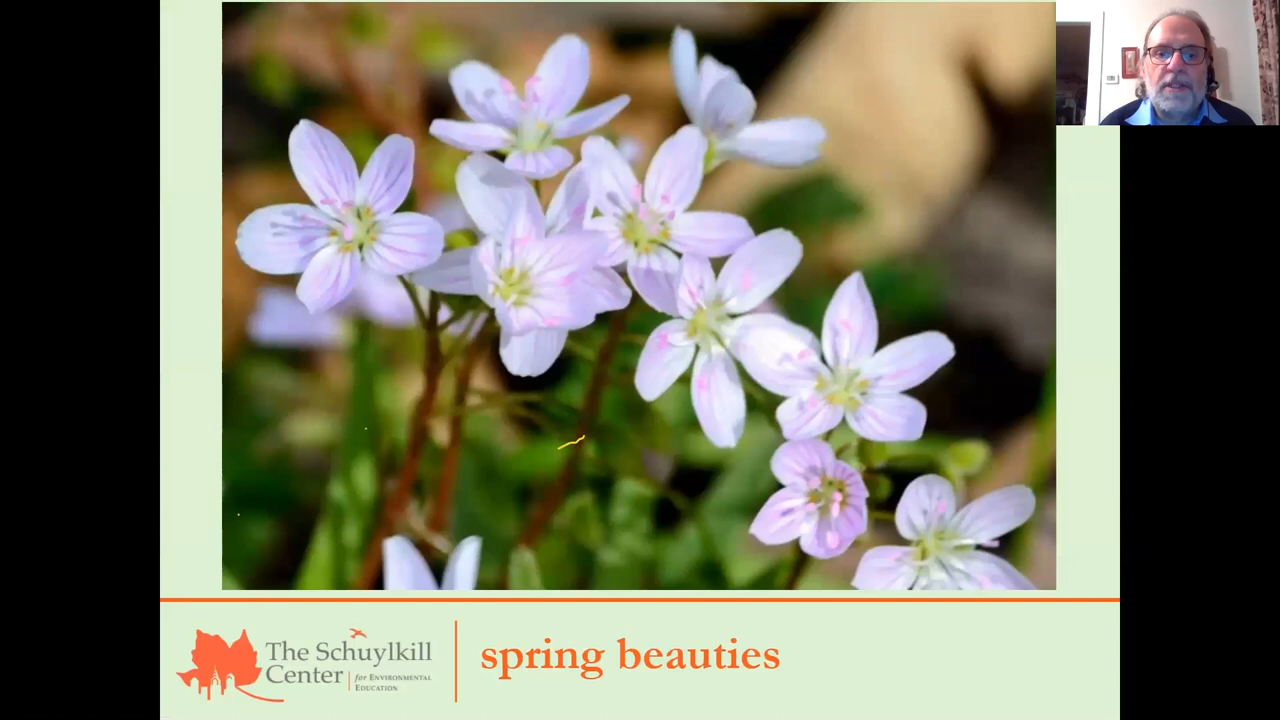 The Schuylkill
Center
for ENVIRONMENTAL
EDUCATION
spring beauties